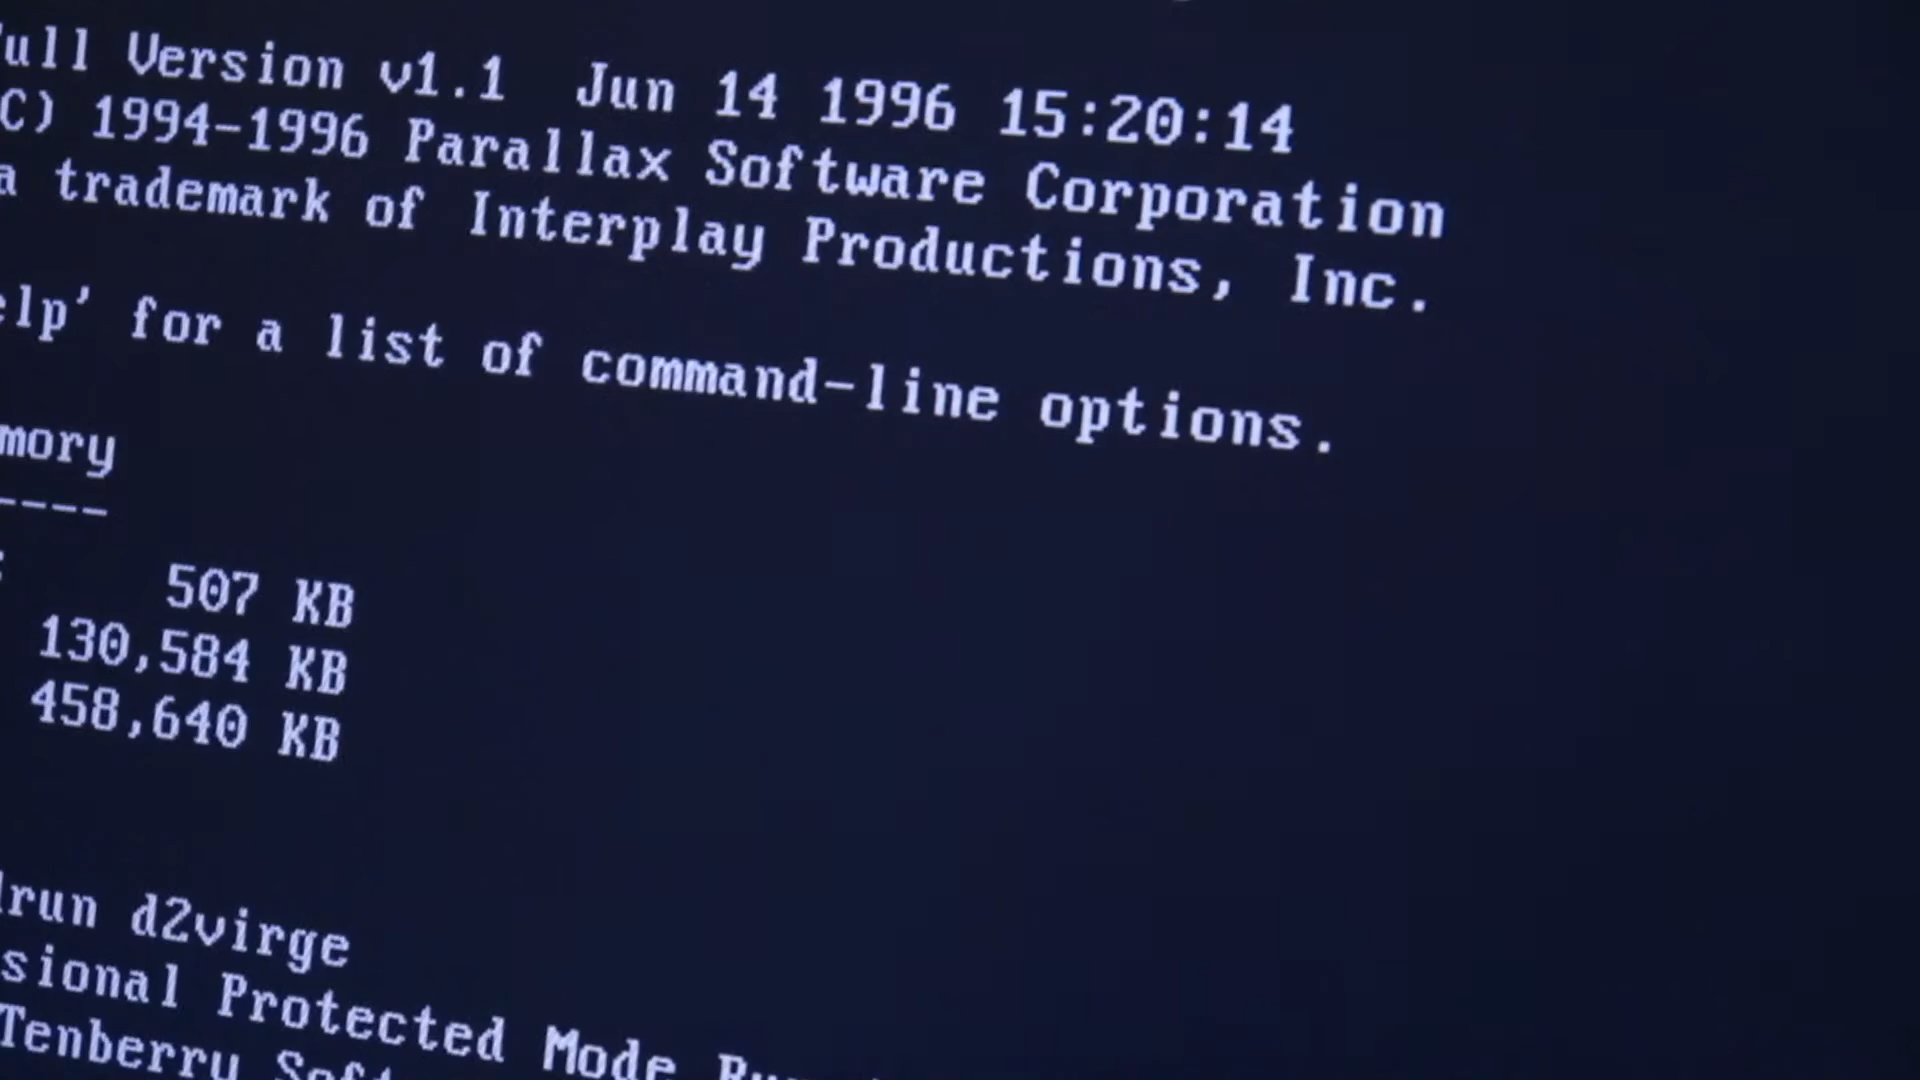 ull Version v1.1  Jun 14 1996 15:20:14
C) 1994-1996 Parallax Software Corporation
a trademark of Interplay Productions, Inc.
elp' for a list of command-line options.
mory
----
507 KB
130,584 KB
458,640 KB
run d2virge
sional Protected Mode
Tenberry